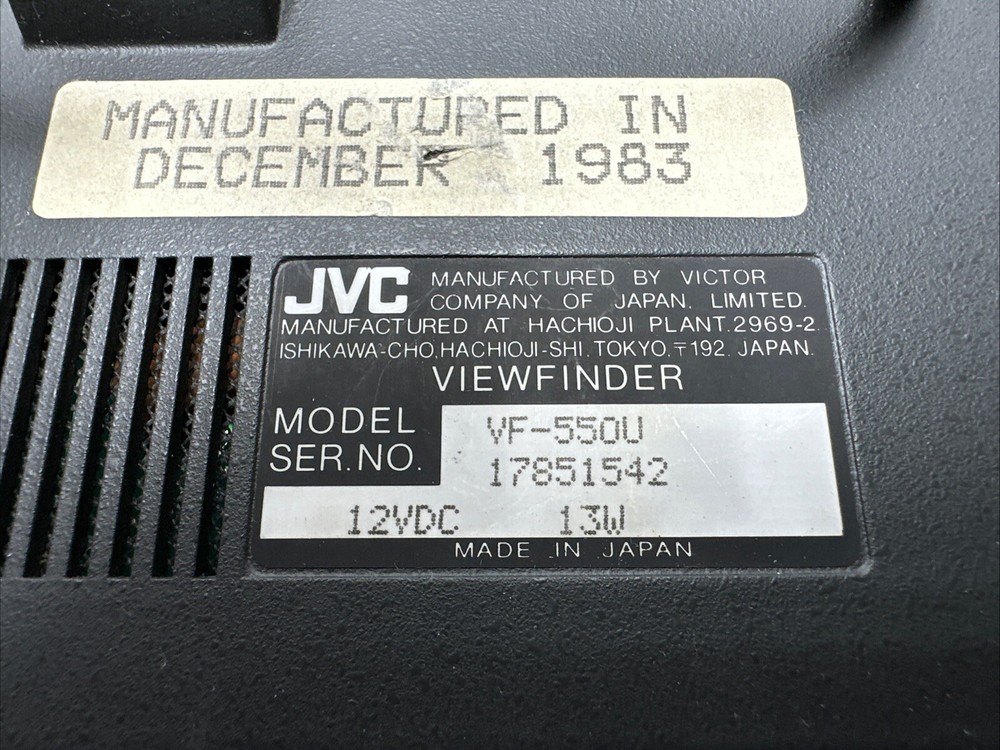 MANUFACTURED IN
DECEMBER 1983
JVC MANUFACTURED BY VICTOR
COMPANY OF JAPAN, LIMITED.
MANUFACTURED AT HACHIOJI PLANT.2969-2,
ISHIKAWA-CHO,HACHIOJI-SHI,TOKYO,〒192, JAPAN.
VIEWFINDER
MODEL VF-550U
SER.NO. 17851542
12VDC 13W
MADE IN JAPAN